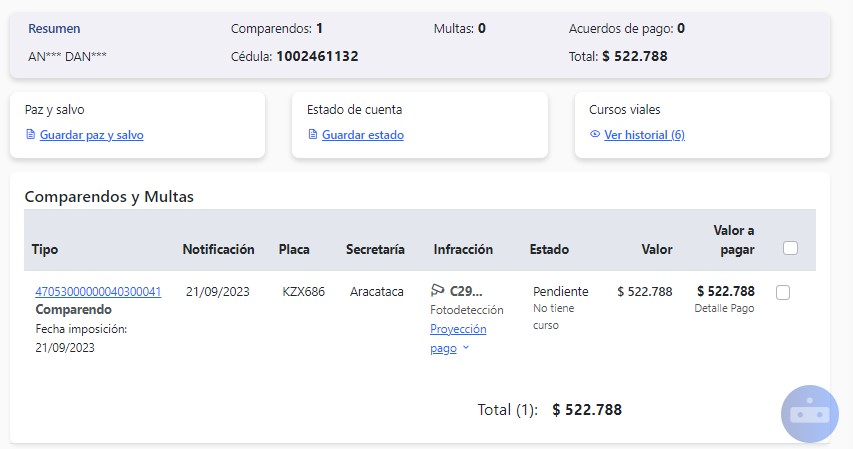 Resumen
Comparendos: 1
Multas: 0
Acuerdos de pago: 0
AN*** DAN***
Cédula: 1002461132
Total: $ 522.788
Paz y salvo
Guardar paz y salvo
Estado de cuenta
Guardar estado
Cursos viales
Ver historial (6)
Comparendos y Multas
Tipo
Notificación
Placa
Secretaría
Infracción
Estado
Valor
Valor a
pagar
47053000000040300041
Comparendo
Fecha imposición:
21/09/2023
21/09/2023
KZX686
Aracataca
C29...
Fotodetección
Proyección
pago
Pendiente
No tiene
curso
$ 522.788
$ 522.788
Detalle Pago
Total (1): $ 522.788